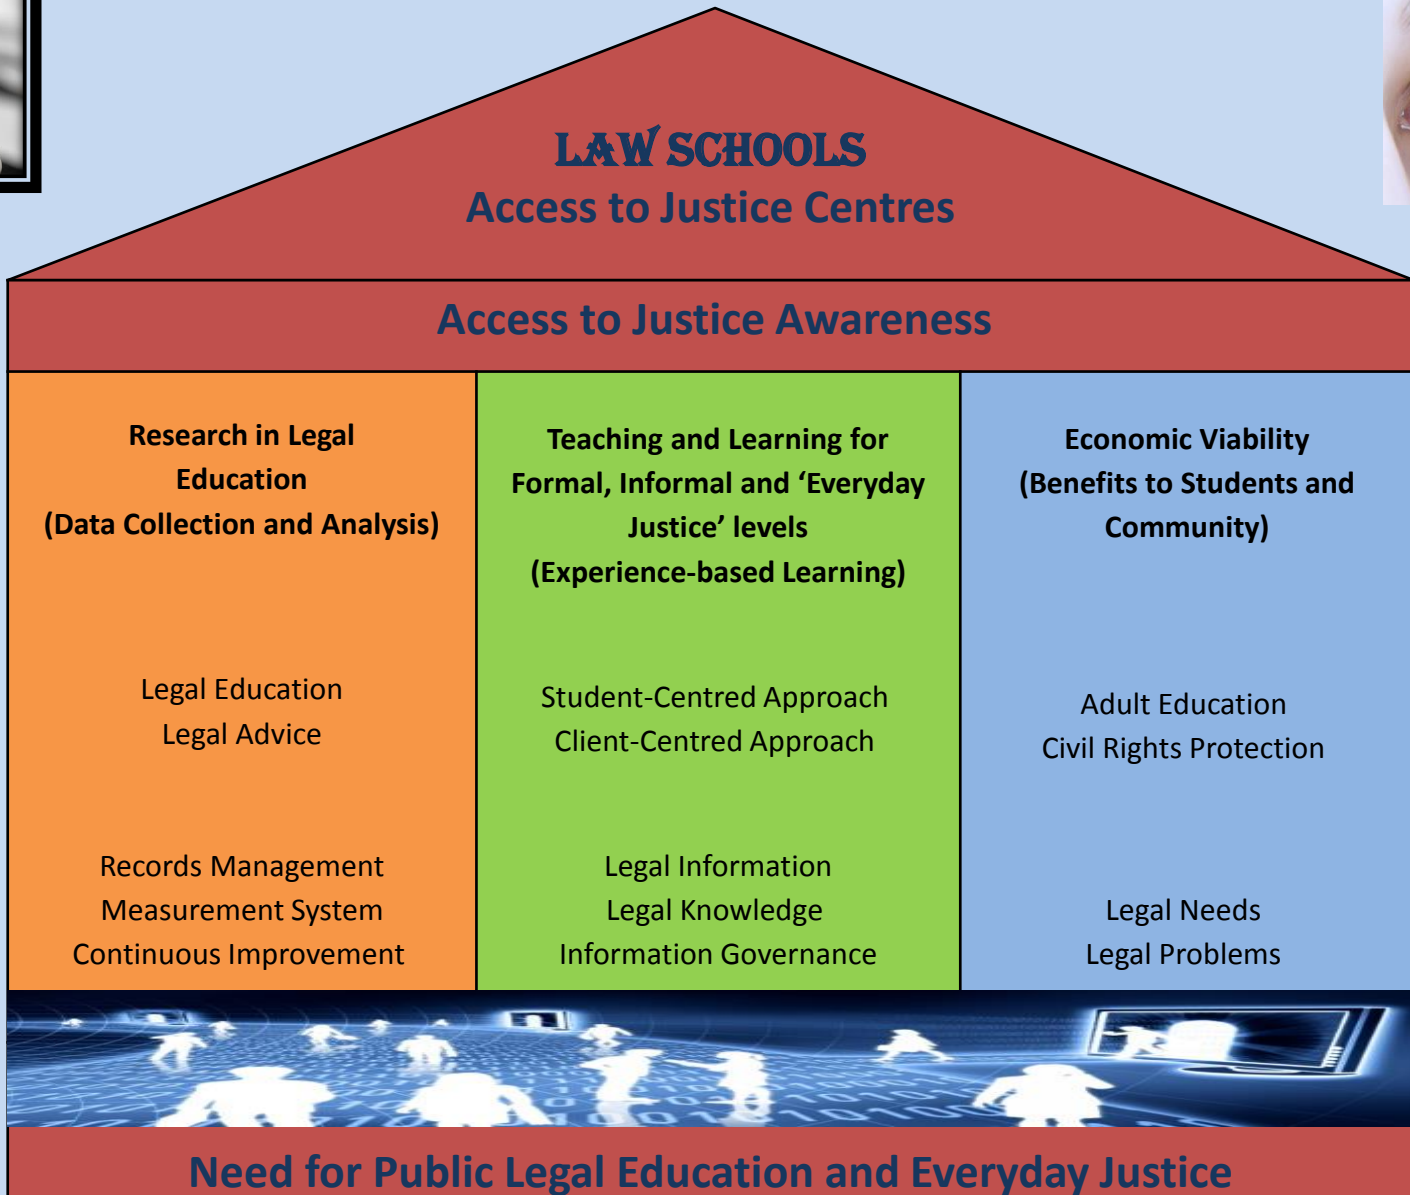 LAW SCHOOLS
Access to Justice Centres
Access to Justice Awareness
Research in Legal
Education
(Data Collection and Analysis)
Legal Education
Legal Advice
Records Management
Measurement System
Continuous Improvement
Teaching and Learning for
Formal, Informal and ‘Everyday
Justice’ levels
(Experience-based Learning)
Student-Centred Approach
Client-Centred Approach
Legal Information
Legal Knowledge
Information Governance
Economic Viability
(Benefits to Students and
Community)
Adult Education
Civil Rights Protection
Legal Needs
Legal Problems
Need for Public Legal Education and Everyday Justice